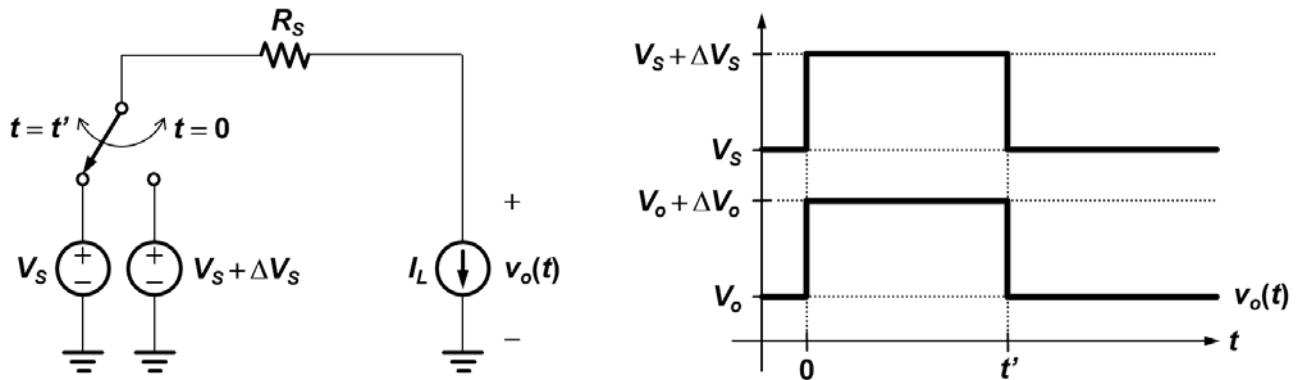 R_S
t = t’
t = 0
V_S
+
−
+
−
V_S + ΔV_S
I_L
+
v_o(t)
−
V_S + ΔV_S
V_S
V_o + ΔV_o
V_o
v_o(t)
t
0
t’